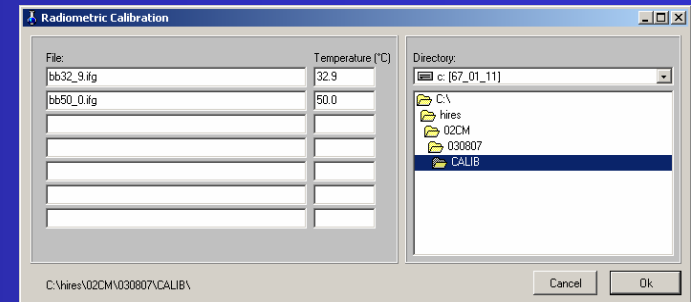 Radiometric Calibration
File: Temperature (°C)
bb32_9.ifg 32.9
bb50_0.ifg 50.0
Directory:
c: [67_01_11]
C:\
hires
02CM
030807
CALIB
C:\hires\02CM\030807\CALIB\
Cancel Ok